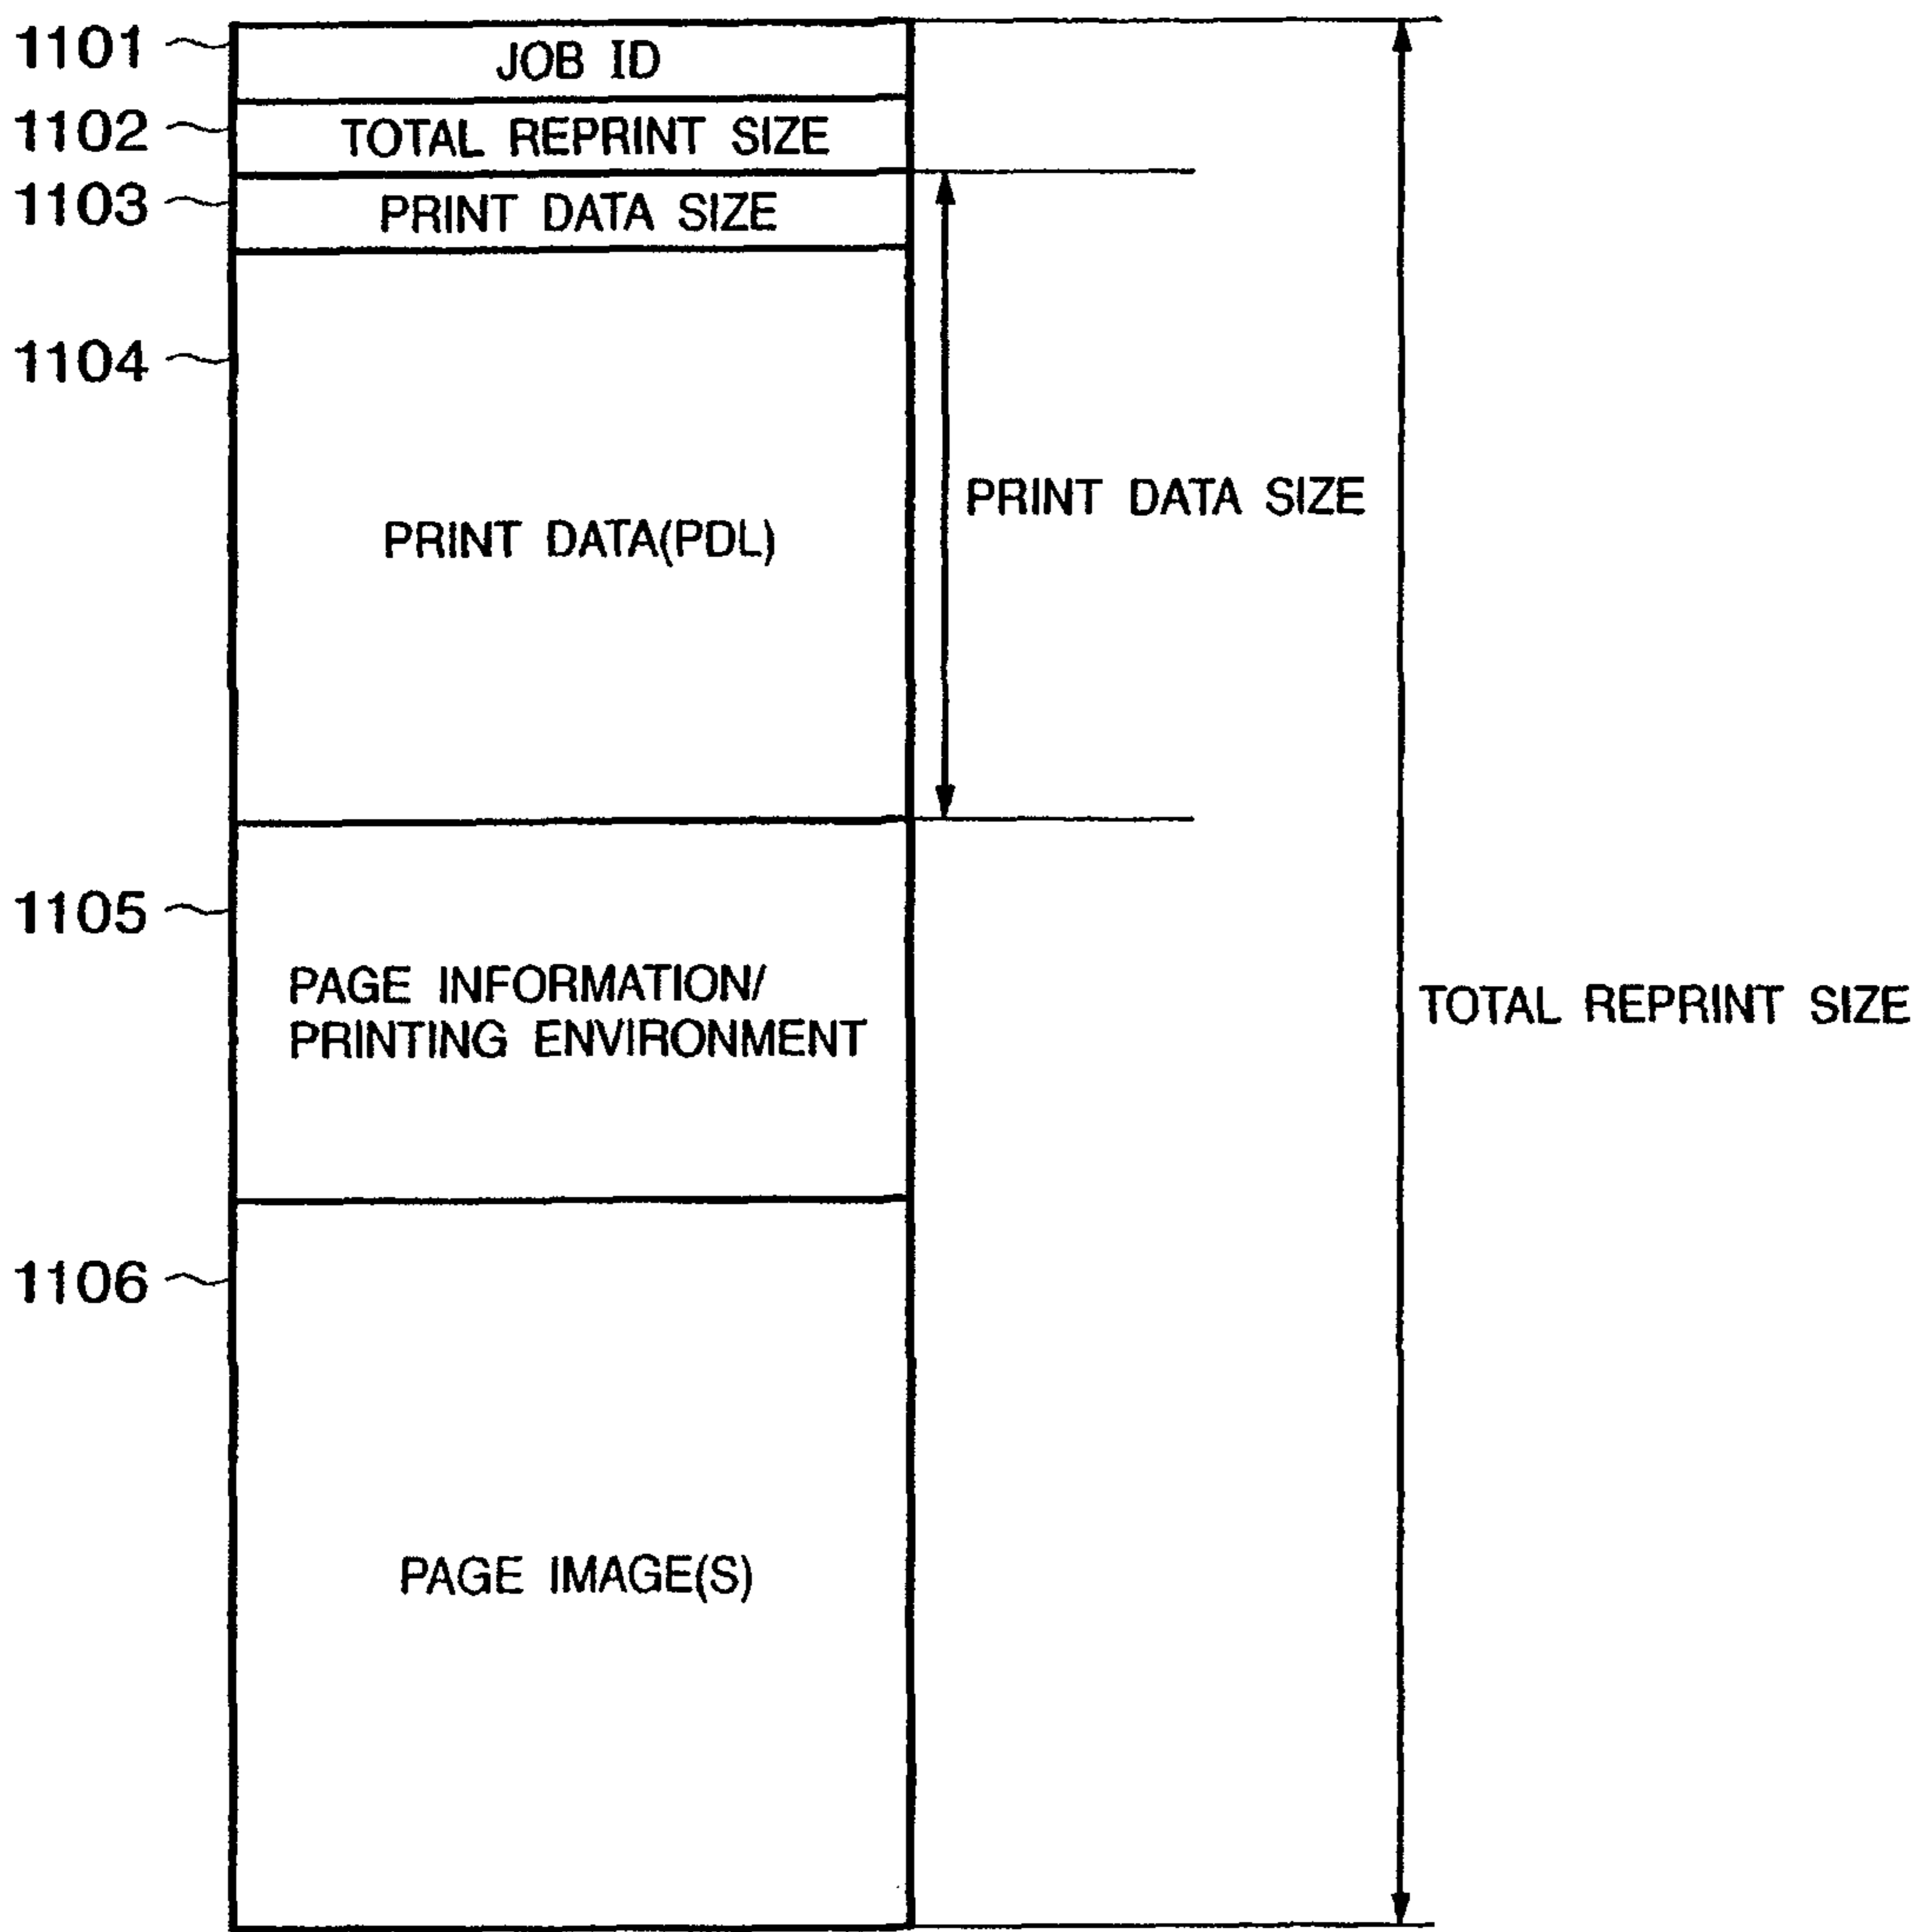 1101
JOB ID
1102
TOTAL REPRINT SIZE
1103
PRINT DATA SIZE
1104
PRINT DATA SIZE
PRINT DATA(PDL)
1105
PAGE INFORMATION/
PRINTING ENVIRONMENT
TOTAL REPRINT SIZE
1106
PAGE IMAGE(S)